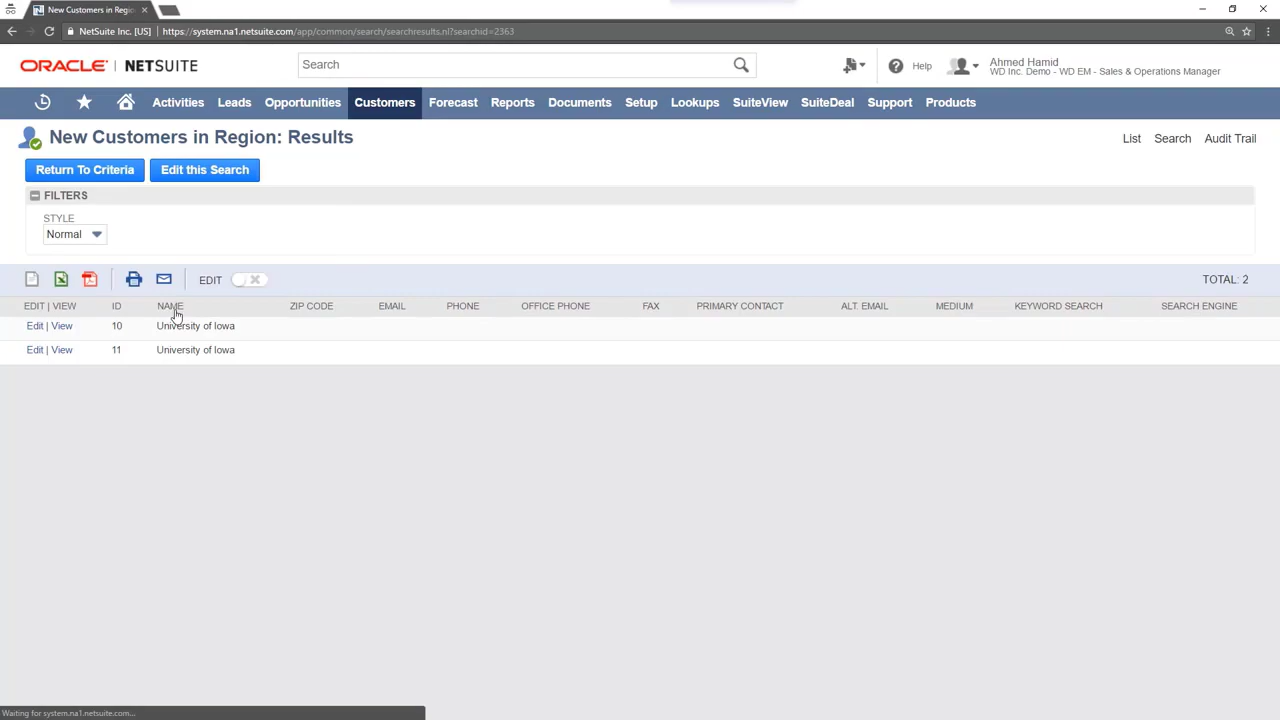 New Customers in Regio
NetSuite Inc. [US] | https://system.na1.netsuite.com/app/common/search/searchresults.nl?searchid=2363
ORACLE | NETSUITE
Search
Help
Ahmed Hamid
WD Inc. Demo - WD EM - Sales & Operations Manager
Activities Leads Opportunities Customers Forecast Reports Documents Setup Lookups SuiteView SuiteDeal Support Products
New Customers in Region: Results
List Search Audit Trail
Return To Criteria Edit this Search
FILTERS
STYLE
Normal
EDIT
TOTAL: 2
EDIT | VIEW ID NAME ZIP CODE EMAIL PHONE OFFICE PHONE FAX PRIMARY CONTACT ALT. EMAIL MEDIUM KEYWORD SEARCH SEARCH ENGINE
Edit | View 10 University of Iowa
Edit | View 11 University of Iowa
Waiting for system.na1.netsuite.com...